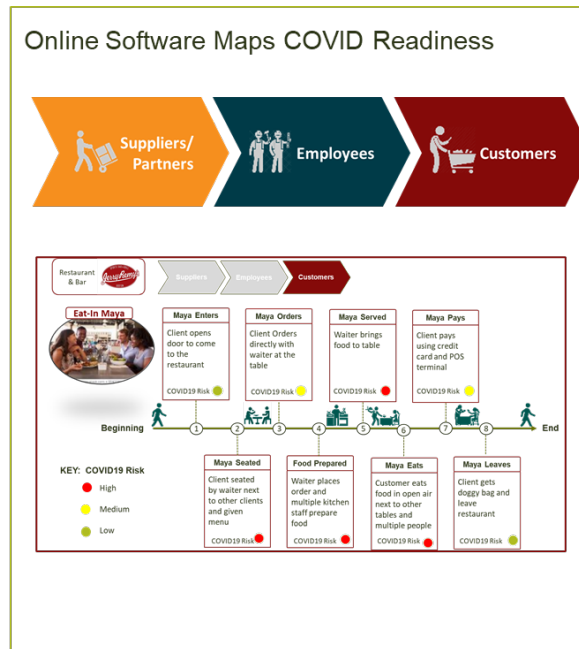 Online Software Maps COVID Readiness
Suppliers/
Partners
Employees
Customers
Restaurant
& Bar
Suppliers
Employees
Customers
Eat-In Maya
Maya Enters
Client opens
door to come
to the
restaurant
COVID19 Risk
Maya Orders
Client Orders
directly with
waiter at the
table
COVID19 Risk
Maya Served
Waiter brings
food to table
COVID19 Risk
Maya Pays
Client pays
using credit
card and POS
terminal
COVID19 Risk
Beginning
1
2
3
4
5
6
7
8
End
KEY: COVID19 Risk
High
Medium
Low
Maya Seated
Client seated
by waiter next
to other clients
and given
menu
COVID19 Risk
Food Prepared
Waiter places
order and
multiple kitchen
staff prepare
food
COVID19 Risk
Maya Eats
Customer eats
food in open air
next to other
tables and
multiple people
COVID19 Risk
Maya Leaves
Client gets
doggy bag and
leave
restaurant
COVID19 Risk